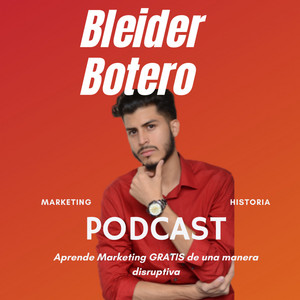 Bleider
Botero
MARKETING
HISTORIA
PODCAST
Aprende Marketing GRATIS de una manera
disruptiva